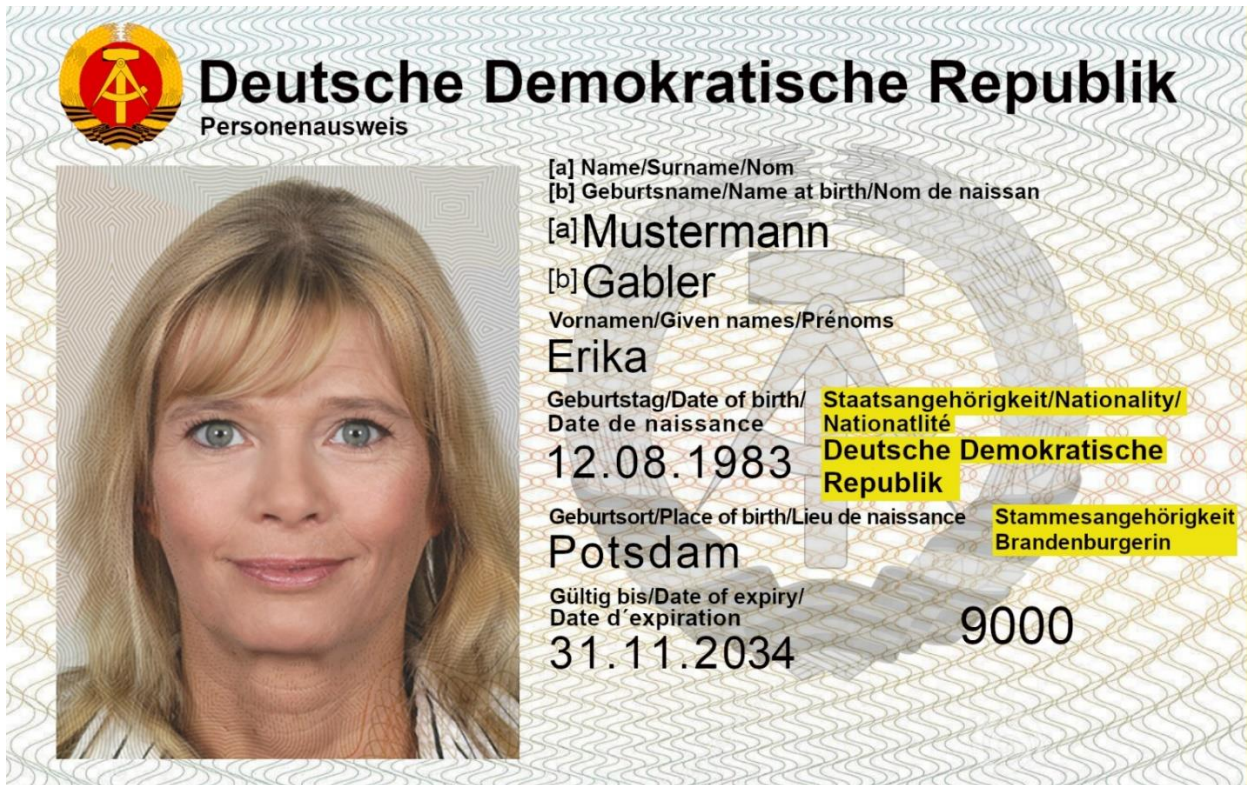 Deutsche Demokratische Republik
Personenausweis
[a] Name/Surname/Nom
[b] Geburtsname/Name at birth/Nom de naissan
[a] Mustermann
[b] Gabler
Vornamen/Given names/Prénoms
Erika
Geburtstag/Date of birth/
Date de naissance
12.08.1983
Staatsangehörigkeit/Nationality/
Nationatlité
Deutsche Demokratische
Republik
Geburtsort/Place of birth/Lieu de naissance
Potsdam
Stammesangehörigkeit
Brandenburgerin
Gültig bis/Date of expiry/
Date d´expiration
31.11.2034
9000